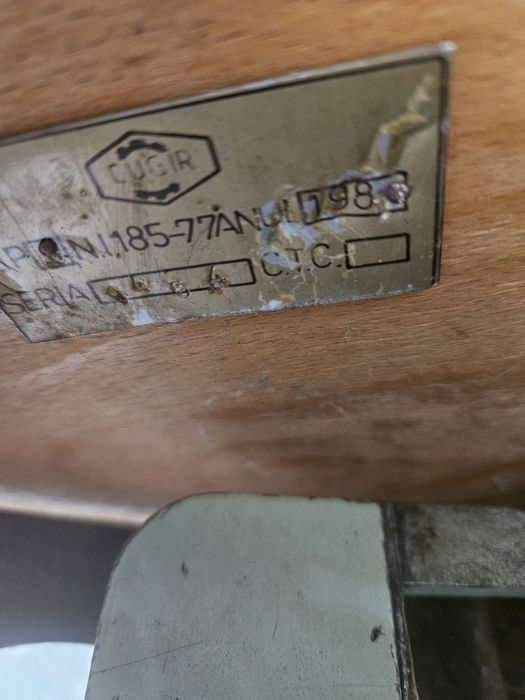 CUGIR
N.I.185-77 ANUL 198
SERIA
C.T.C.